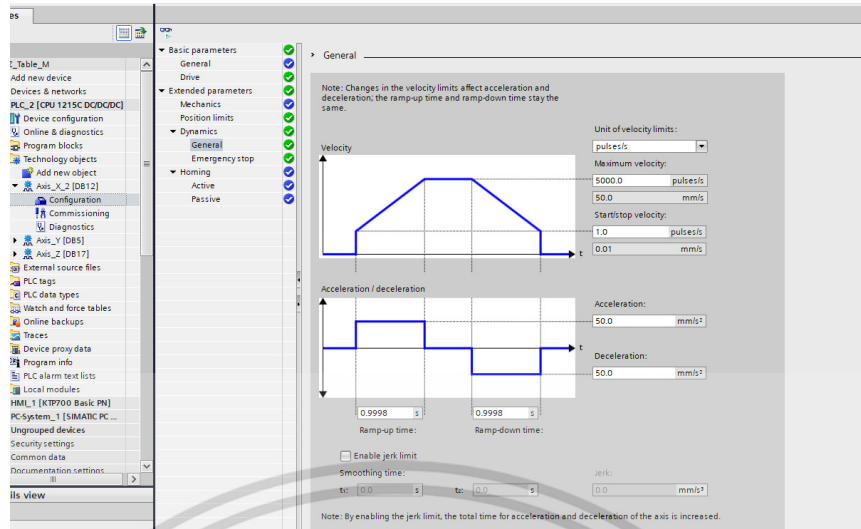 es
E_Table_M
Add new device
Devices & networks
PLC_2 [CPU 1215C DC/DC/DC]
Device configuration
Online & diagnostics
Program blocks
Technology objects
Add new object
Axis_X_2 [DB12]
Configuration
Commissioning
Diagnostics
Axis_Y [DB5]
Axis_Z [DB17]
External source files
PLC tags
PLC data types
Watch and force tables
Online backups
Traces
Device proxy data
Program info
PLC alarm text lists
Local modules
HMI_1 [KTP700 Basic PN]
PC-System_1 [SIMATIC PC ...
Ungrouped devices
Security settings
Common data
Documentation settings
ils view
Basic parameters
General
Drive
Extended parameters
Mechanics
Position limits
Dynamics
General
Emergency stop
Homing
Active
Passive
General
Note: Changes in the velocity limits affect acceleration and
deceleration; the ramp-up time and ramp-down time stay the
same.
Unit of velocity limits:
pulses/s
Velocity
Maximum velocity:
5000.0 pulses/s
50.0 mm/s
Start/stop velocity:
1.0 pulses/s
0.01 mm/s
t
Acceleration / deceleration
Acceleration:
50.0 mm/s²
t
Deceleration:
50.0 mm/s²
0.9998 s 0.9998 s
Ramp-up time: Ramp-down time:
Enable jerk limit
Smoothing time: Jerk:
t₁: 0.0 s t₂: 0.0 s 0.0 mm/s³
Note: By enabling the jerk limit, the total time for acceleration and deceleration of the axis is increased.